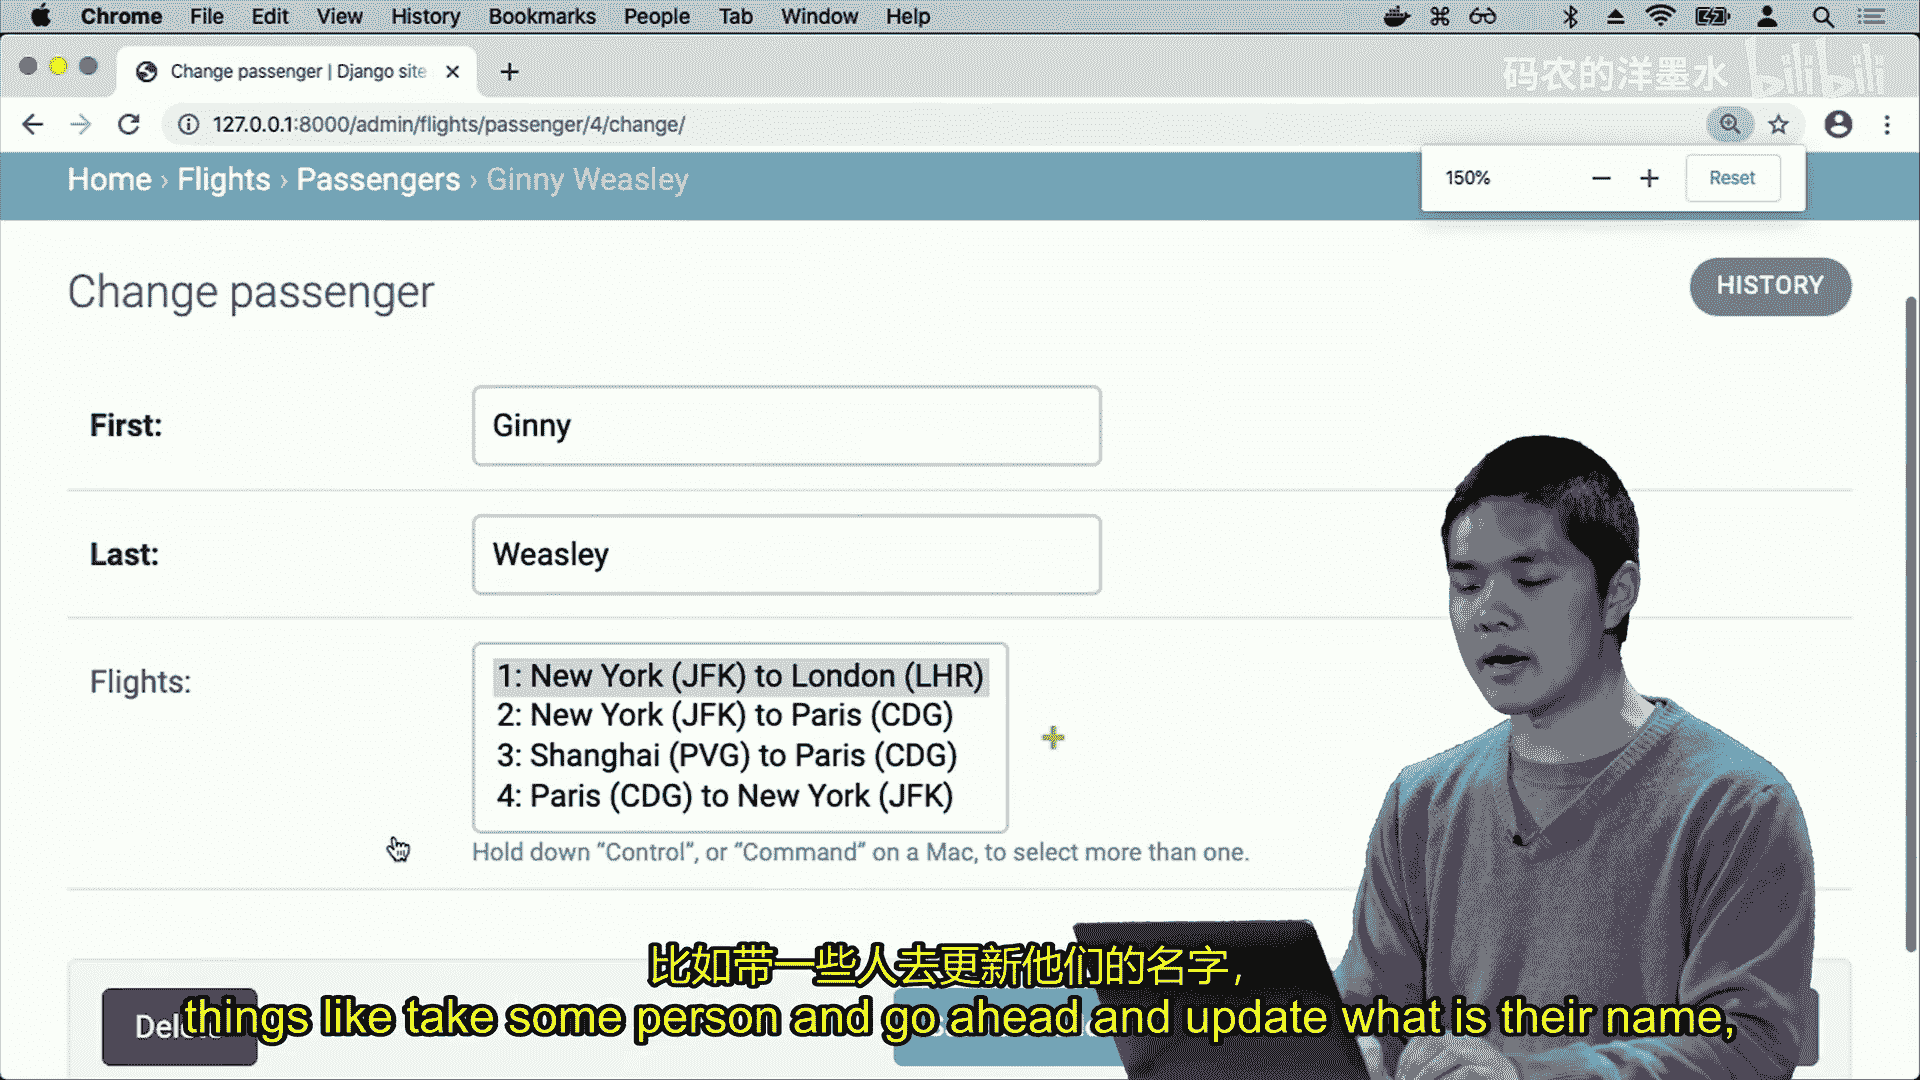 Chrome File Edit View History Bookmarks People Tab Window Help
Change passenger | Django site
码农的洋墨水 bilibili
127.0.0.1:8000/admin/flights/passenger/4/change/
Home › Flights › Passengers › Ginny Weasley
150% − + Reset
Change passenger
HISTORY
First:
Ginny
Last:
Weasley
Flights:
1: New York (JFK) to London (LHR)
2: New York (JFK) to Paris (CDG)
3: Shanghai (PVG) to Paris (CDG)
4: Paris (CDG) to New York (JFK)
Hold down “Control”, or “Command” on a Mac, to select more than one.
比如带一些人去更新他们的名字，
things like take some person and go ahead and update what is their name,